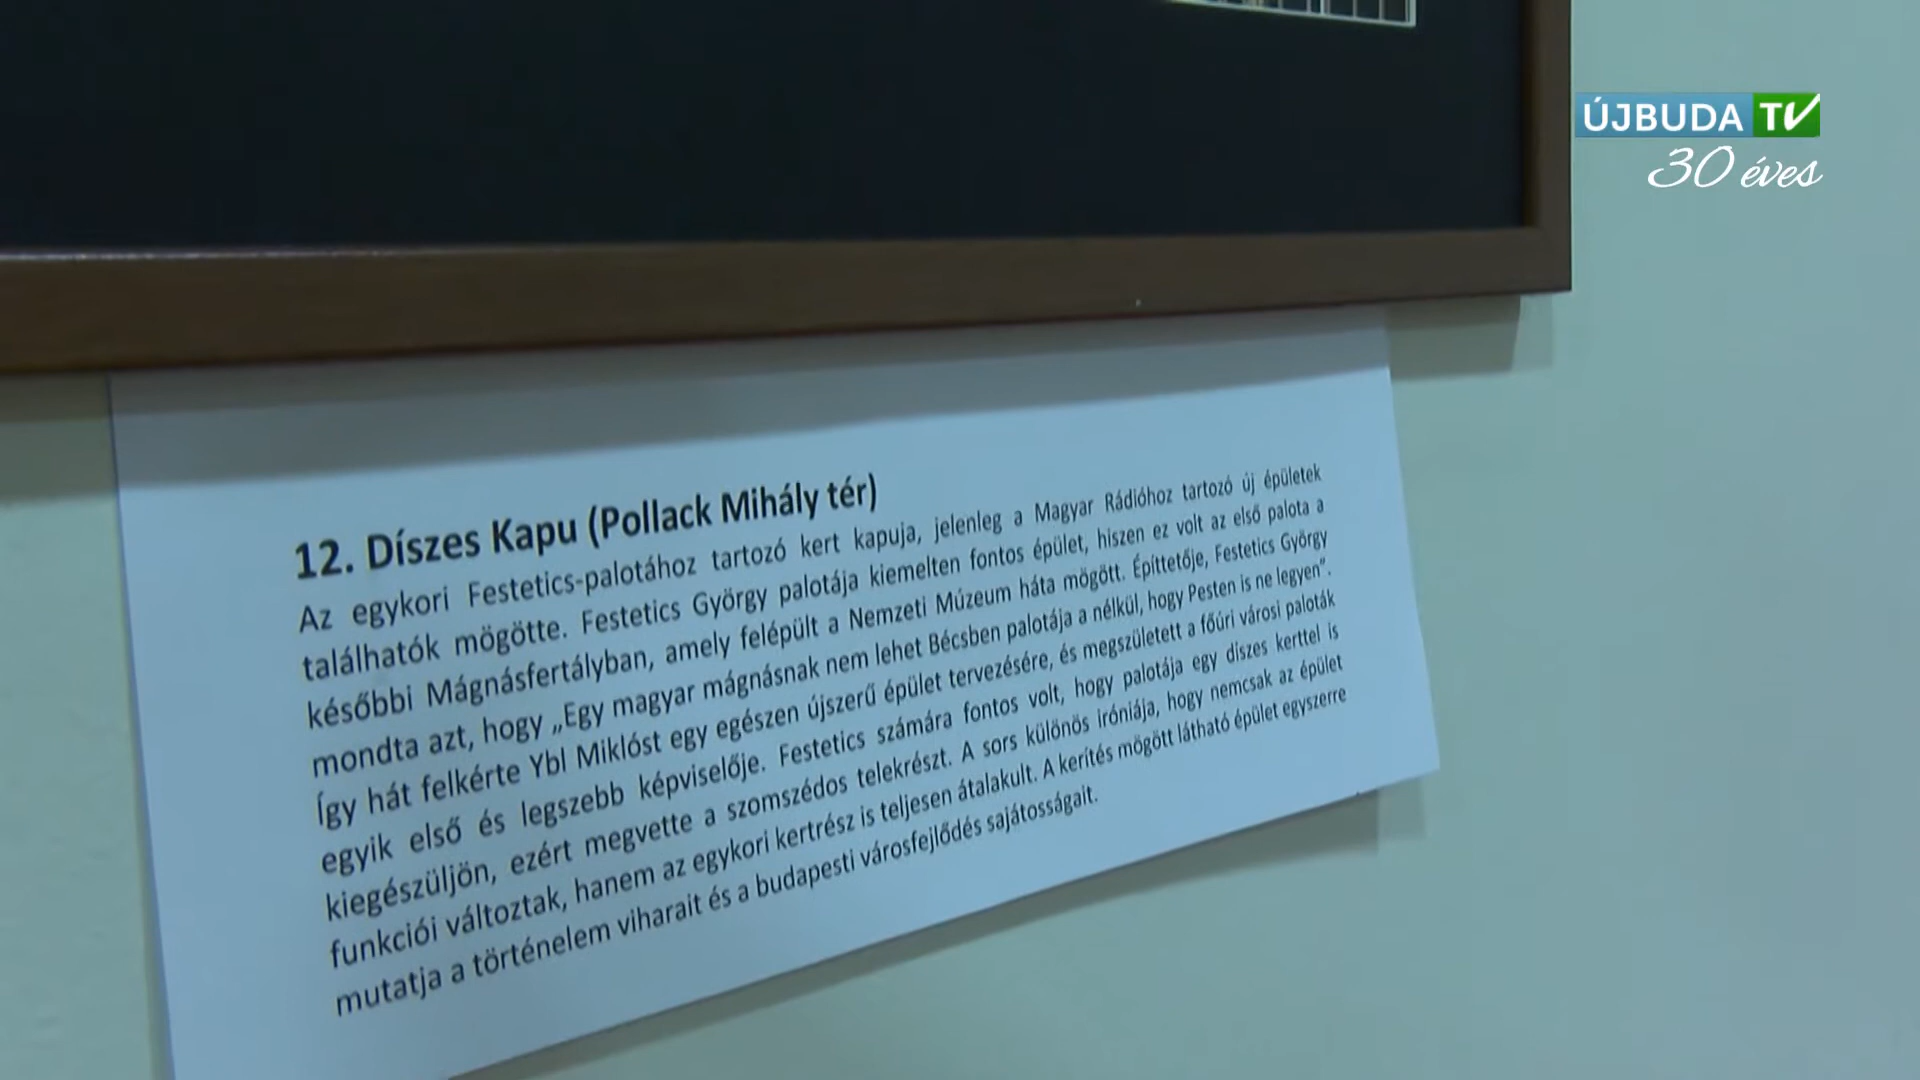 ÚJBUDA TV
30 éves
12. Díszes Kapu (Pollack Mihály tér)
Az egykori Festetics-palotához tartozó kert kapuja, jelenleg a Magyar Rádióhoz tartozó új épületek
találhatók mögötte. Festetics György palotája kiemelten fontos épület, hiszen ez volt az első palota a
későbbi Mágnásfertályban, amely felépült a Nemzeti Múzeum háta mögött. Építtetője, Festetics György
mondta azt, hogy „Egy magyar mágnásnak nem lehet Bécsben palotája a nélkül, hogy Pesten is ne legyen”.
Így hát felkérte Ybl Miklóst egy egészen újszerű épület tervezésére, és megszületett a főúri városi paloták
egyik első és legszebb képviselője. Festetics számára fontos volt, hogy palotája egy díszes kerttel is
kiegészüljön, ezért megvette a szomszédos telekrészt. A sors különös iróniája, hogy nemcsak az épület
funkciói változtak, hanem az egykori kertrész is teljesen átalakult. A kerítés mögött látható épület egyszerre
mutatja a történelem viharait és a budapesti városfejlődés sajátosságait.